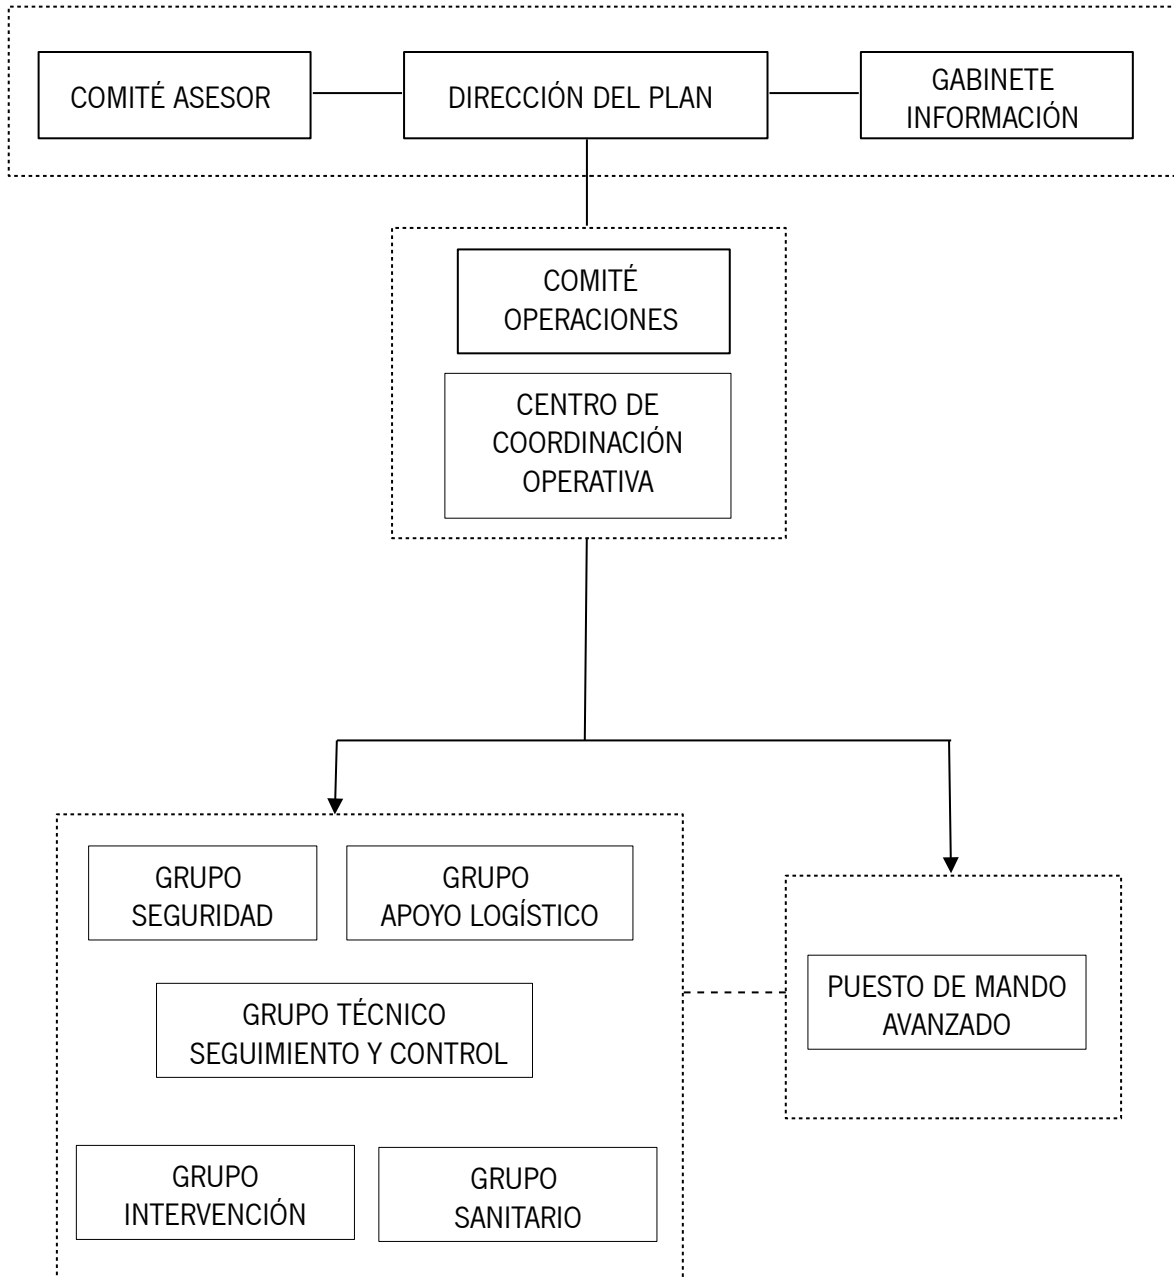 COMITÉ ASESOR
DIRECCIÓN DEL PLAN
GABINETE
INFORMACIÓN
COMITÉ
OPERACIONES
CENTRO DE
COORDINACIÓN
OPERATIVA
GRUPO
SEGURIDAD
GRUPO
APOYO LOGÍSTICO
GRUPO TÉCNICO
SEGUIMIENTO Y CONTROL
PUESTO DE MANDO
AVANZADO
GRUPO
INTERVENCIÓN
GRUPO
SANITARIO